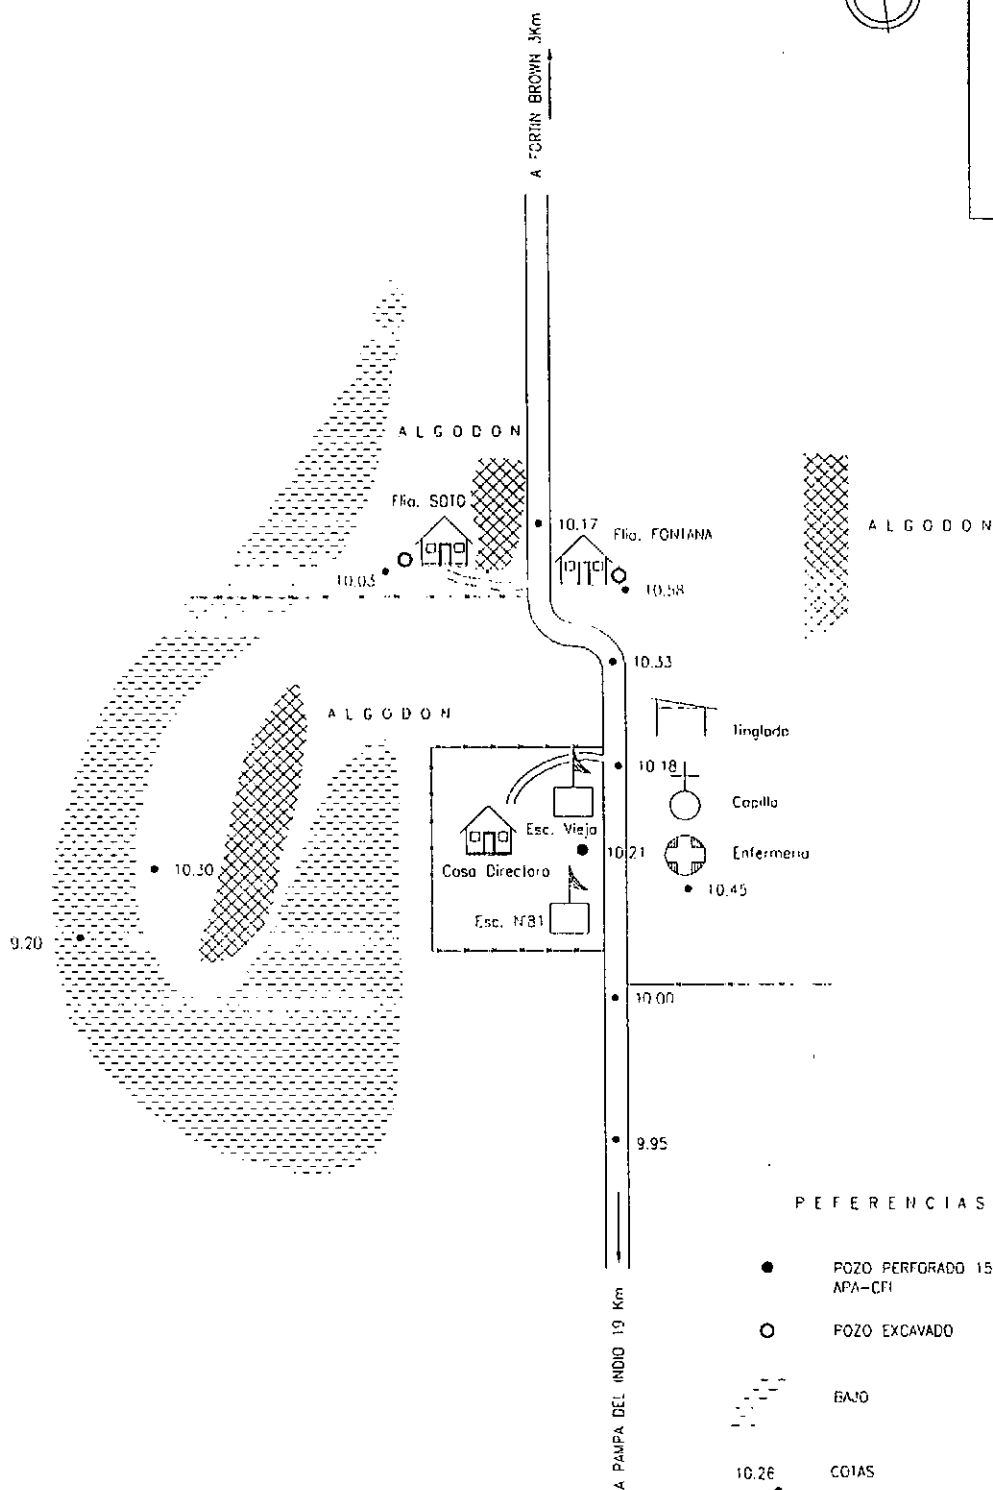 A FORTIN BROWN 3Km
ALGODON
Flia. SOTO
10.17
Flia. FONTANA
ALGODON
10.03
10.58
10.33
ALGODON
Tinglado
10.18
Capilla
Esc. Vieja
10.21
Enfermeria
10.30
Casa Directora
10.45
Esc. N°81
9.20
10.00
9.95
REFERENCIAS
POZO PERFORADO 15
APA-CFI
POZO EXCAVADO
BAJO
10.26
COTAS
A PAMPA DEL INDIO 19 Km